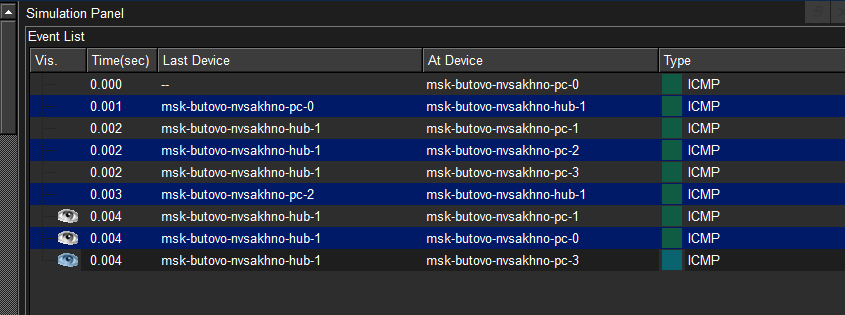 Simulation Panel
Event List
Vis. Time(sec) Last Device At Device Type
0.000 -- msk-butovo-nvsakhno-pc-0 ICMP
0.001 msk-butovo-nvsakhno-pc-0 msk-butovo-nvsakhno-hub-1 ICMP
0.002 msk-butovo-nvsakhno-hub-1 msk-butovo-nvsakhno-pc-1 ICMP
0.002 msk-butovo-nvsakhno-hub-1 msk-butovo-nvsakhno-pc-2 ICMP
0.002 msk-butovo-nvsakhno-hub-1 msk-butovo-nvsakhno-pc-3 ICMP
0.003 msk-butovo-nvsakhno-pc-2 msk-butovo-nvsakhno-hub-1 ICMP
0.004 msk-butovo-nvsakhno-hub-1 msk-butovo-nvsakhno-pc-1 ICMP
0.004 msk-butovo-nvsakhno-hub-1 msk-butovo-nvsakhno-pc-0 ICMP
0.004 msk-butovo-nvsakhno-hub-1 msk-butovo-nvsakhno-pc-3 ICMP